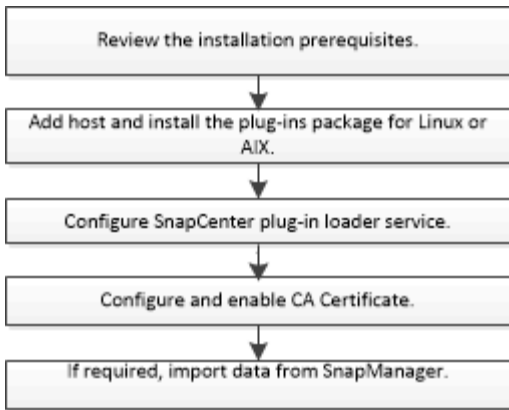 Review the installation prerequisites.
Add host and install the plug-ins package for Linux or
AIX.
Configure SnapCenter plug-in loader service.
Configure and enable CA Certificate.
If required, import data from SnapManager.